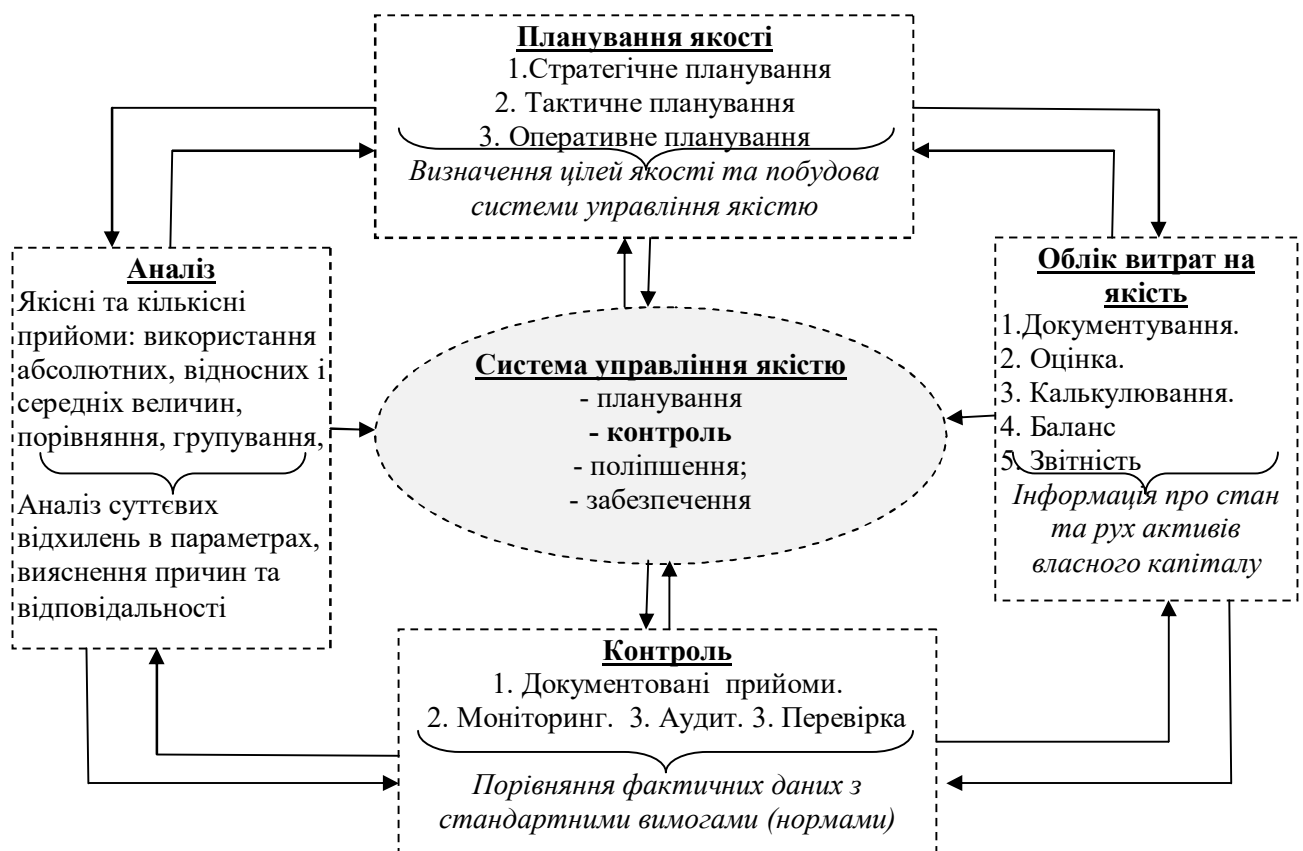 Планування якості
1.Стратегічне планування
2. Тактичне планування
3. Оперативне планування
Визначення цілей якості та побудова
системи управління якістю
Аналіз
Якісні та кількісні
прийоми: використання
абсолютних, відносних і
середніх величин,
порівняння, групування,
Аналіз суттєвих
відхилень в параметрах,
вияснення причин та
відповідальності
Система управління якістю
- планування
- контроль
- поліпшення;
- забезпечення
Облік витрат на
якість
1.Документування.
2. Оцінка.
3. Калькулювання.
4. Баланс
5. Звітність
Інформація про стан
та рух активів
власного капіталу
Контроль
1. Документовані прийоми.
2. Моніторинг. 3. Аудит. 3. Перевірка
Порівняння фактичних даних з
стандартними вимогами (нормами)